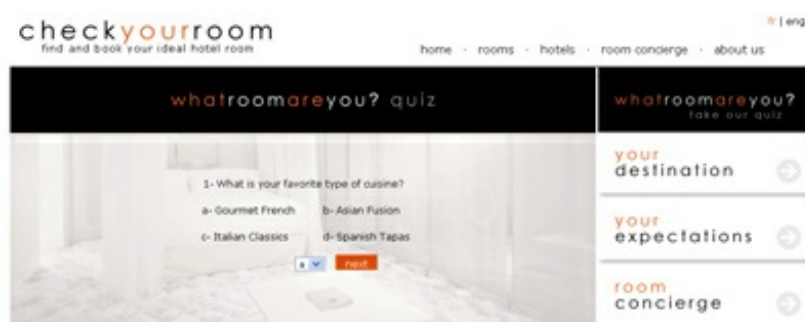 checkyourroom
find and book your ideal hotel room
fr | eng
home · rooms · hotels · room concierge · about us
whatroomareyou? quiz
whatroomareyou?
take our quiz
1- What is your favorite type of cuisine?
a- Gourmet French b- Asian Fusion
c- Italian Classics d- Spanish Tapas
a next
your
destination
your
expectations
room
concierge